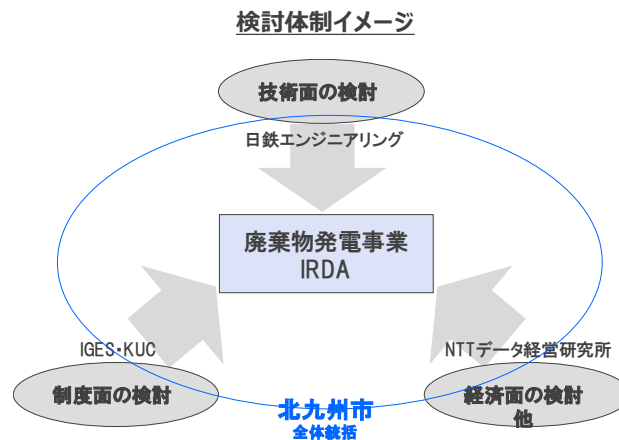 検討体制イメージ
技術面の検討
日鉄エンジニアリング
廃棄物発電事業
IRDA
IGES・KUC
NTTデータ経営研究所
制度面の検討
経済面の検討
他
北九州市
全体統括